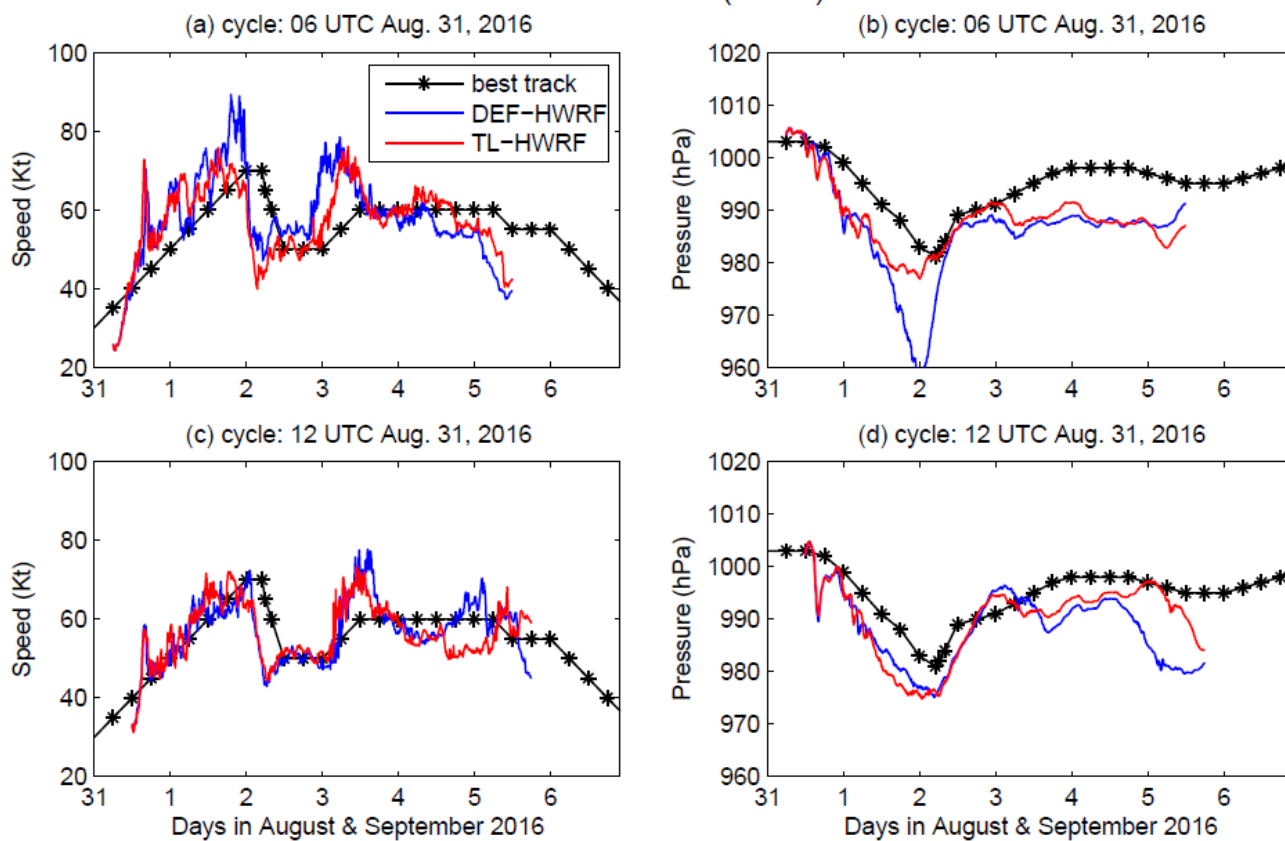 (a) cycle: 06 UTC Aug. 31, 2016
100
80
60
40
20
Speed (Kt)
best track
DEF-HWRF
TL-HWRF
31 1 2 3 4 5 6
(b) cycle: 06 UTC Aug. 31, 2016
1020
1010
1000
990
980
970
960
Pressure (hPa)
31 1 2 3 4 5 6
(c) cycle: 12 UTC Aug. 31, 2016
100
80
60
40
20
Speed (Kt)
31 1 2 3 4 5 6
Days in August & September 2016
(d) cycle: 12 UTC Aug. 31, 2016
1020
1010
1000
990
980
970
960
Pressure (hPa)
31 1 2 3 4 5 6
Days in August & September 2016